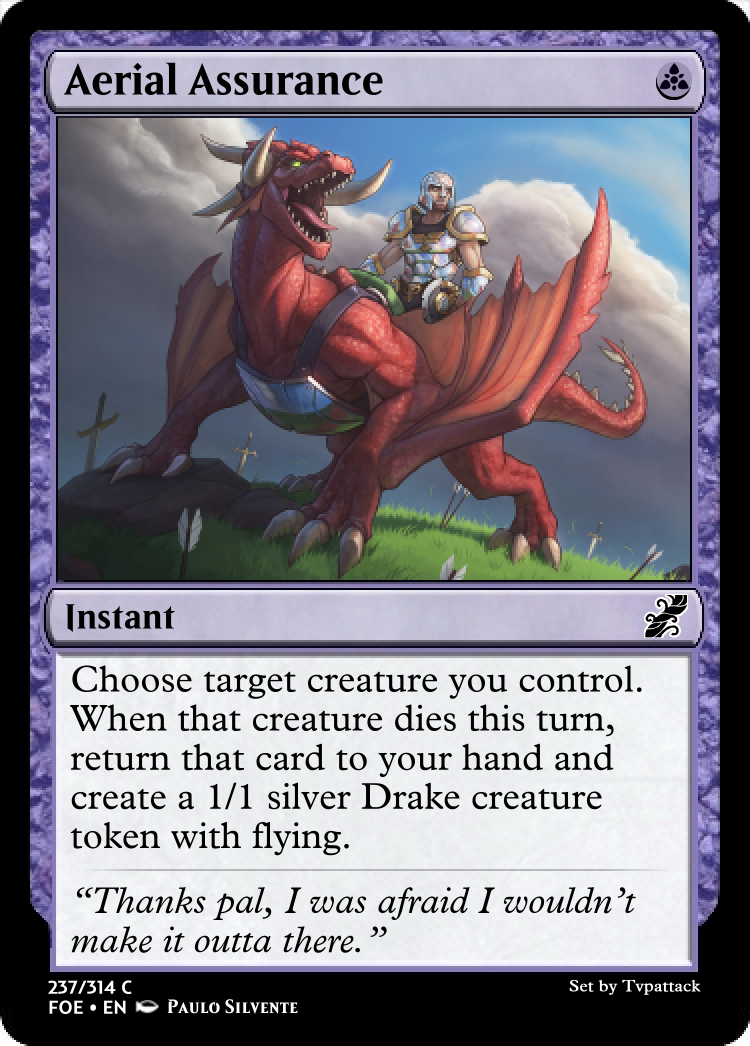 Aerial Assurance
Instant
Choose target creature you control.
When that creature dies this turn,
return that card to your hand and
create a 1/1 silver Drake creature
token with flying.
“Thanks pal, I was afraid I wouldn’t
make it outta there.”
237/314 C
Set by Tvpattack
FOE • EN PAULO SILVENTE